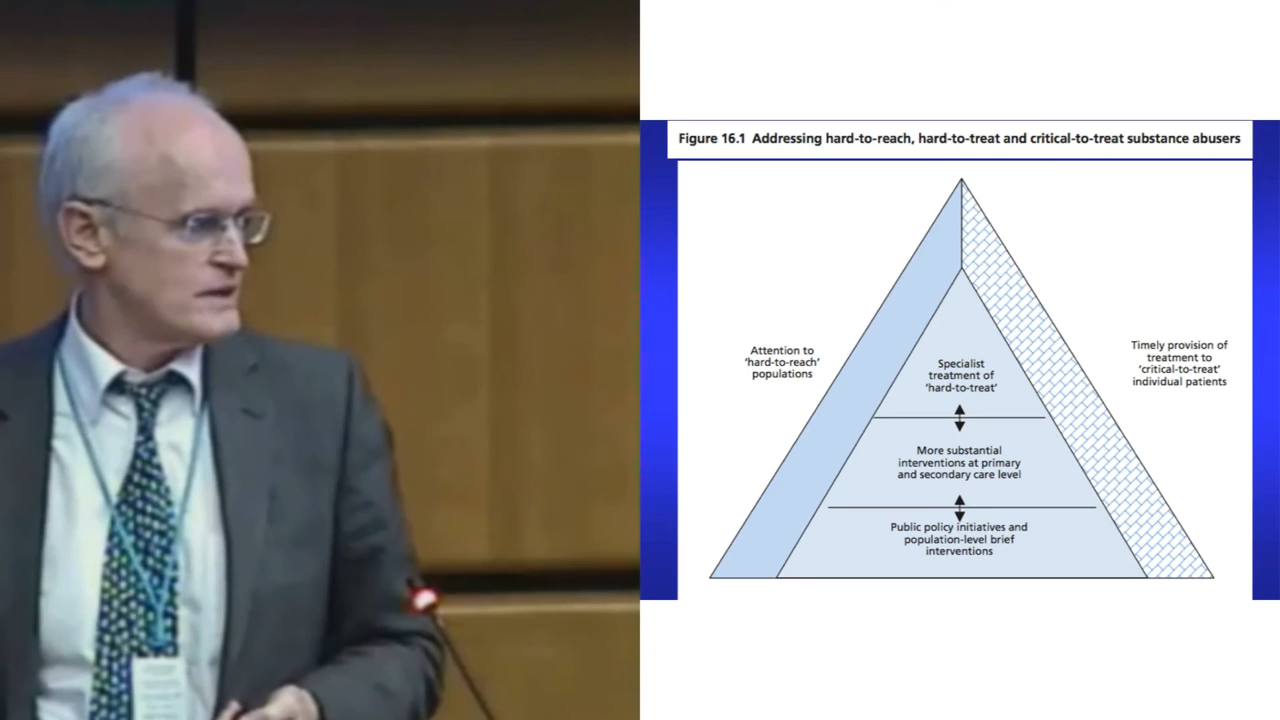 Figure 16.1 Addressing hard-to-reach, hard-to-treat and critical-to-treat substance abusers
Attention to
'hard-to-reach'
populations
Specialist
treatment of
'hard-to-treat'
Timely provision of
treatment to
'critical-to-treat'
individual patients
More substantial
interventions at primary
and secondary care level
Public policy initiatives and
population-level brief
interventions